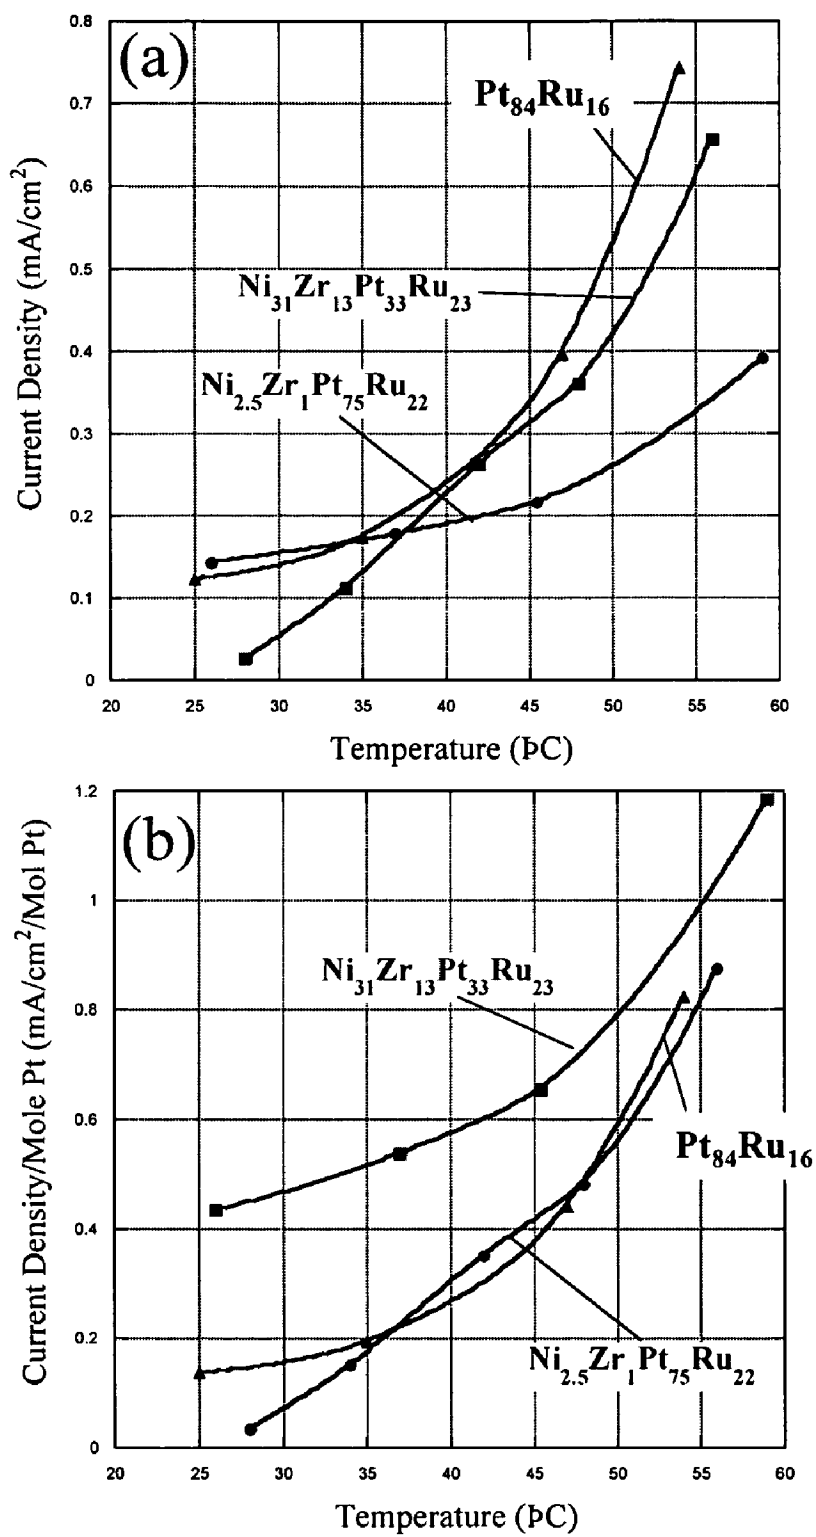 (a)
0.8
0.7
0.6
0.5
0.4
0.3
0.2
0.1
0
Current Density (mA/cm²)
Pt₈₄Ru₁₆
Ni₃₁Zr₁₃Pt₃₃Ru₂₃
Ni₂.₅Zr₁Pt₇₅Ru₂₂
20 25 30 35 40 45 50 55 60
Temperature (ÞC)
(b)
1.2
1
0.8
0.6
0.4
0.2
0
Current Density/Mole Pt (mA/cm²/Mol Pt)
Ni₃₁Zr₁₃Pt₃₃Ru₂₃
Pt₈₄Ru₁₆
Ni₂.₅Zr₁Pt₇₅Ru₂₂
20 25 30 35 40 45 50 55 60
Temperature (ÞC)